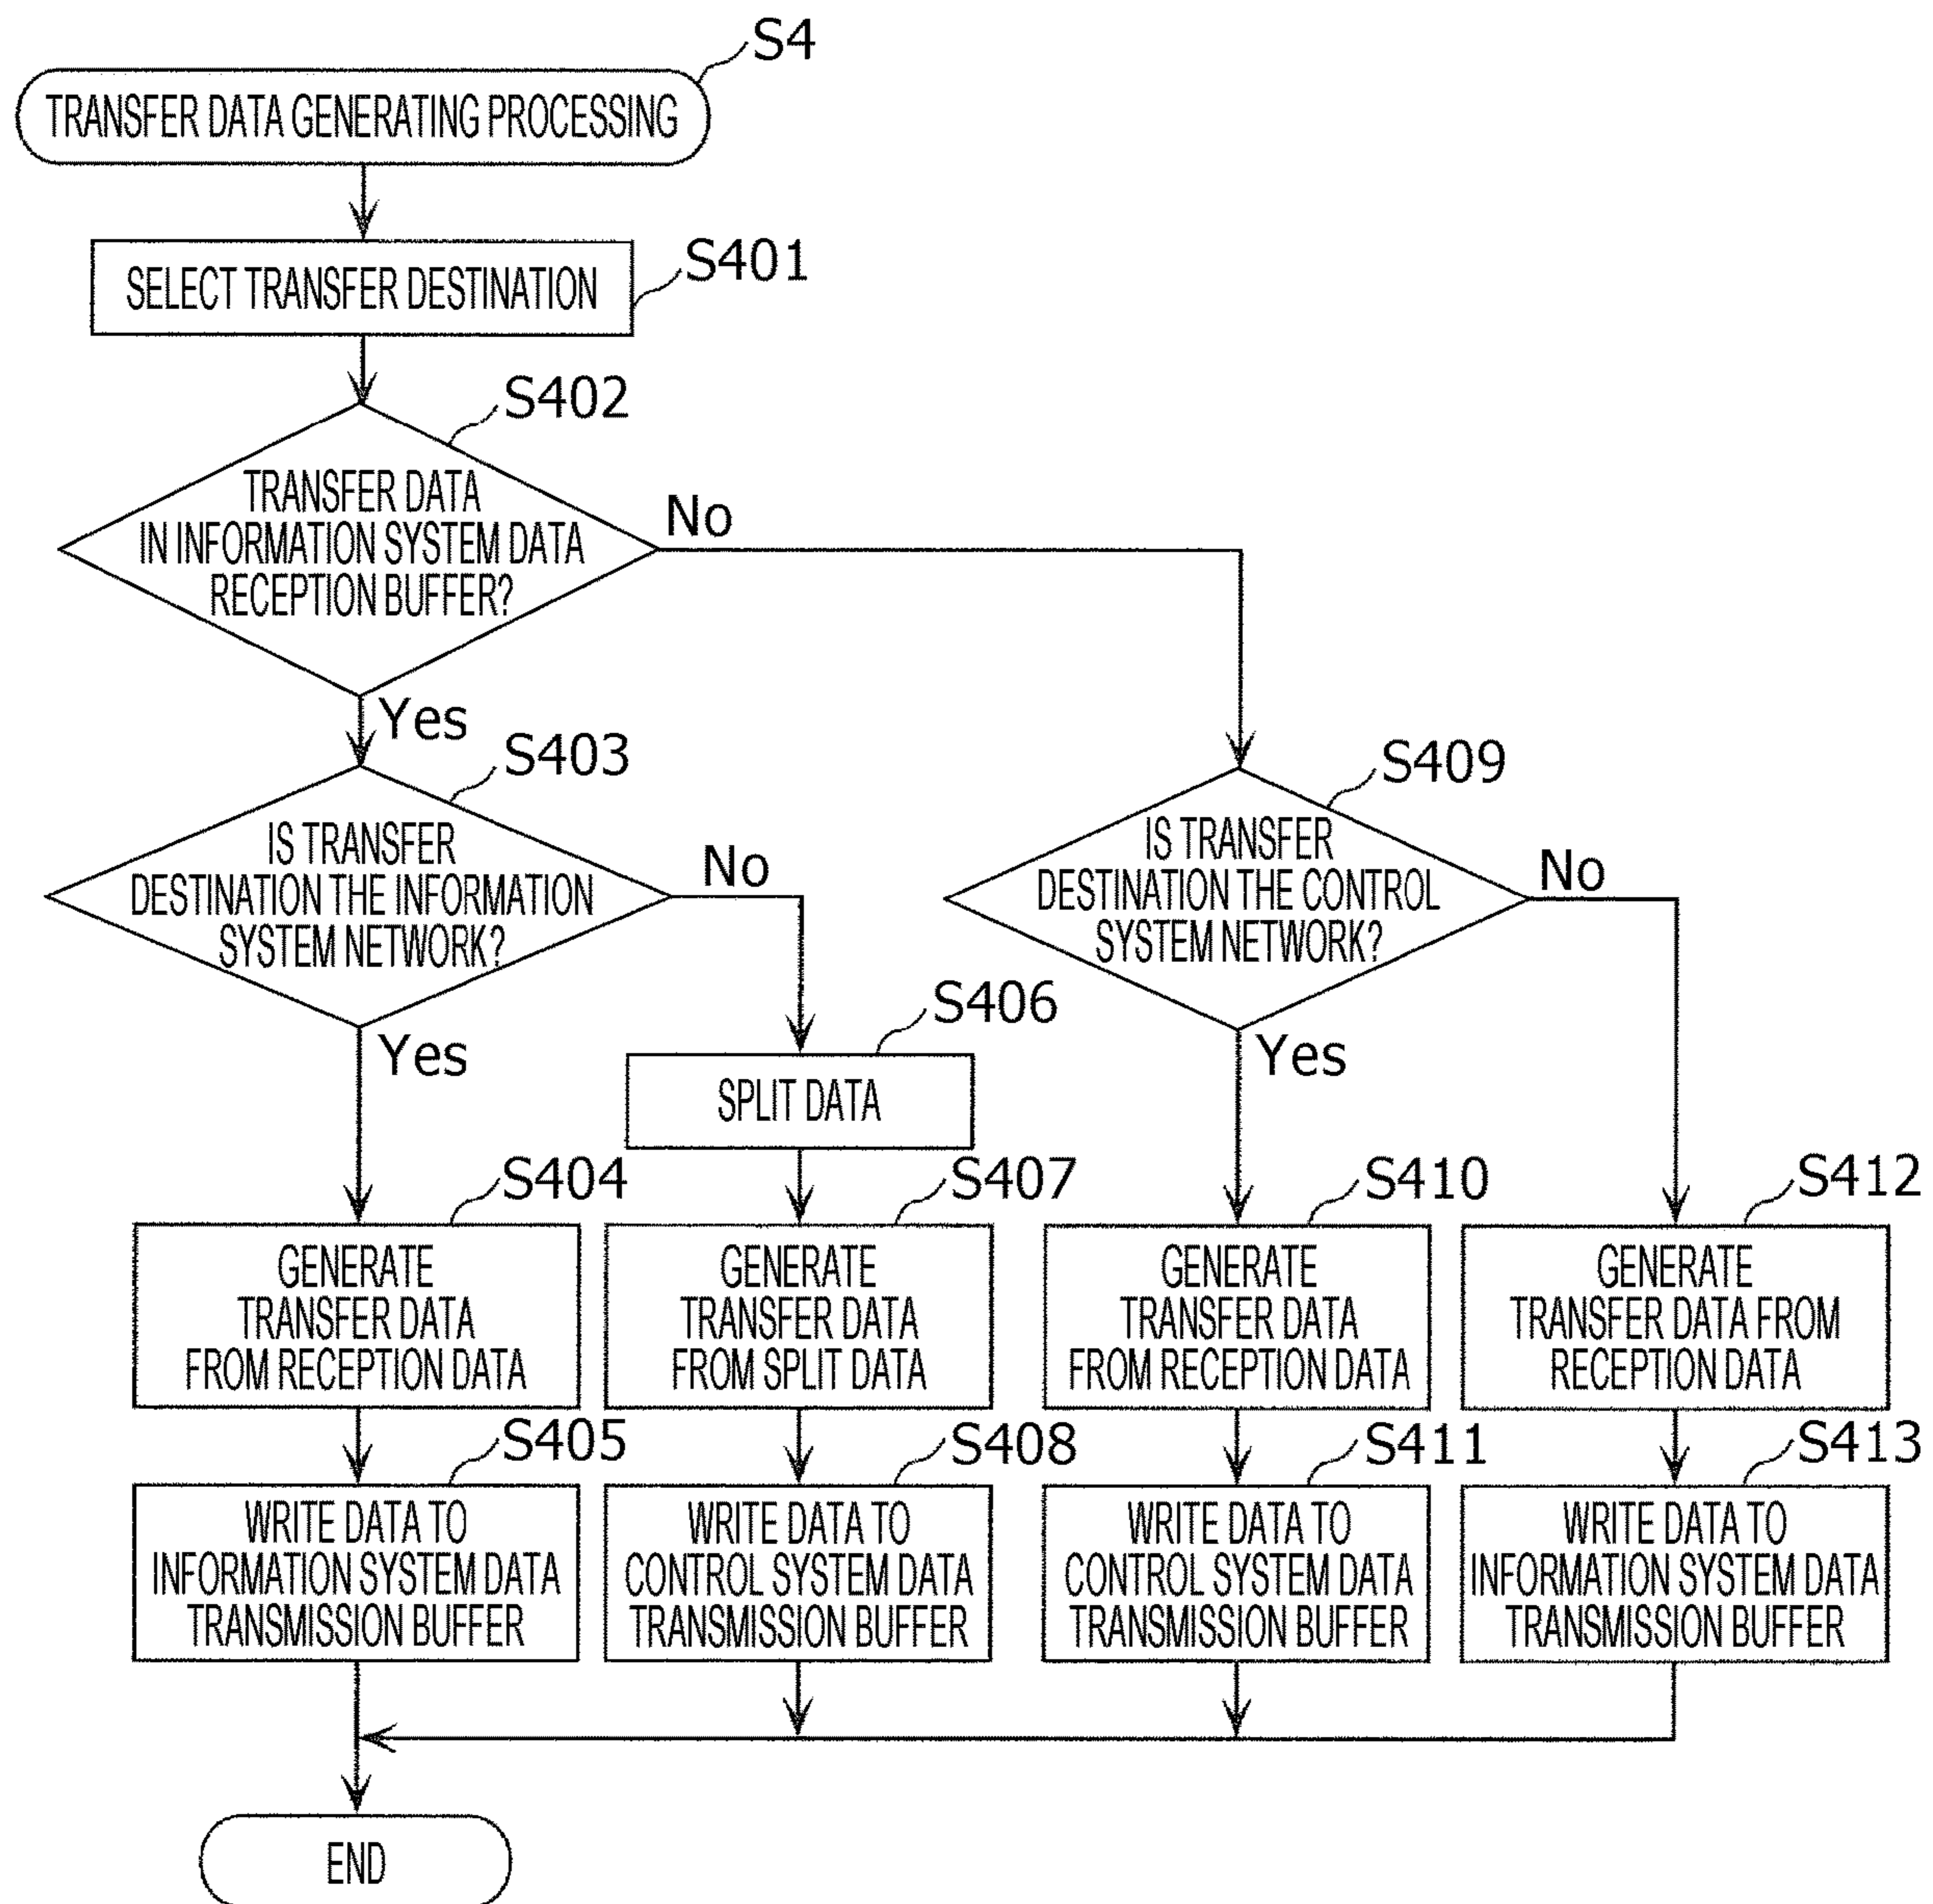 S4
TRANSFER DATA GENERATING PROCESSING
S401
SELECT TRANSFER DESTINATION
S402
TRANSFER DATA
IN INFORMATION SYSTEM DATA
RECEPTION BUFFER?
No
Yes
S403
IS TRANSFER
DESTINATION THE INFORMATION
SYSTEM NETWORK?
No
Yes
S409
IS TRANSFER
DESTINATION THE CONTROL
SYSTEM NETWORK?
No
Yes
S406
SPLIT DATA
S404
GENERATE
TRANSFER DATA
FROM RECEPTION DATA
S407
GENERATE
TRANSFER DATA
FROM SPLIT DATA
S410
GENERATE
TRANSFER DATA
FROM RECEPTION DATA
S412
GENERATE
TRANSFER DATA FROM
RECEPTION DATA
S405
WRITE DATA TO
INFORMATION SYSTEM DATA
TRANSMISSION BUFFER
S408
WRITE DATA TO
CONTROL SYSTEM DATA
TRANSMISSION BUFFER
S411
WRITE DATA TO
CONTROL SYSTEM DATA
TRANSMISSION BUFFER
S413
WRITE DATA TO
INFORMATION SYSTEM DATA
TRANSMISSION BUFFER
END